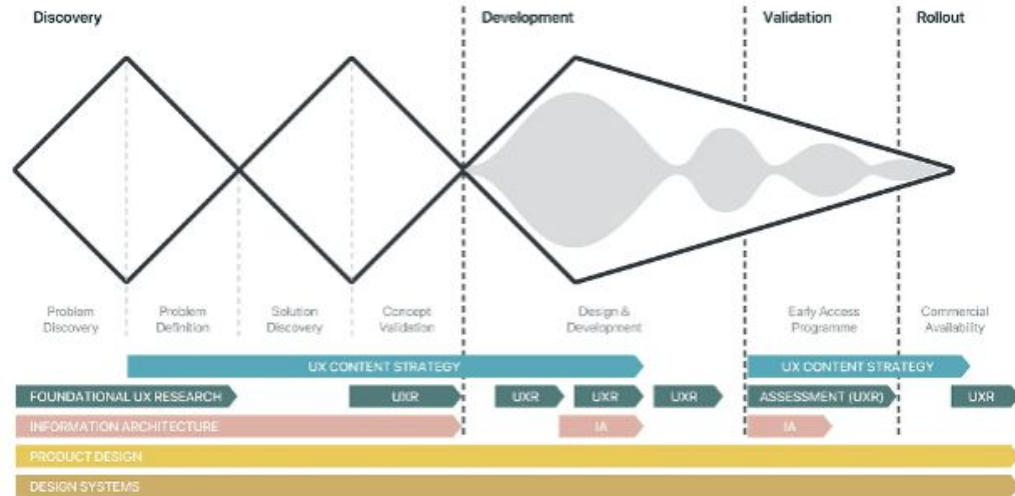 Discovery
Development
Validation
Rollout
Problem
Discovery
Problem
Definition
Solution
Discovery
Concept
Validation
Design &
Development
Early Access
Programme
Commercial
Availability
UX CONTENT STRATEGY
UX CONTENT STRATEGY
FOUNDATIONAL UX RESEARCH
UXR
UXR
UXR
UXR
ASSESSMENT (UXR)
UXR
INFORMATION ARCHITECTURE
IA
IA
PRODUCT DESIGN
DESIGN SYSTEMS